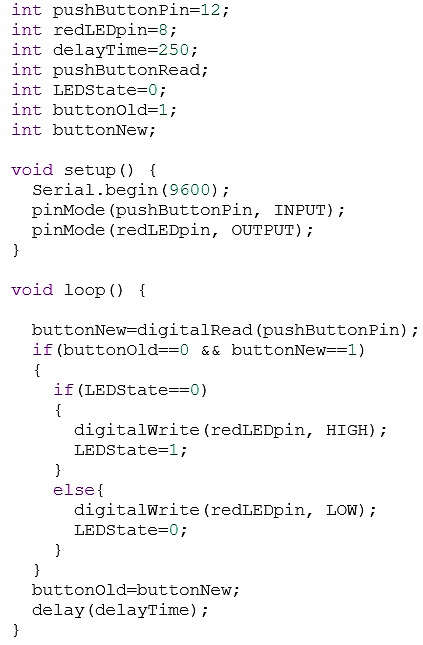 int pushButtonPin=12;
int redLEDpin=8;
int delayTime=250;
int pushButtonRead;
int LEDState=0;
int buttonOld=1;
int buttonNew;

void setup() {
  Serial.begin(9600);
  pinMode(pushButtonPin, INPUT);
  pinMode(redLEDpin, OUTPUT);
}

void loop() {

  buttonNew=digitalRead(pushButtonPin);
  if(buttonOld==0 && buttonNew==1)
  {
    if(LEDState==0)
    {
      digitalWrite(redLEDpin, HIGH);
      LEDState=1;
    }
    else{
      digitalWrite(redLEDpin, LOW);
      LEDState=0;
    }
  }
  buttonOld=buttonNew;
  delay(delayTime);
}